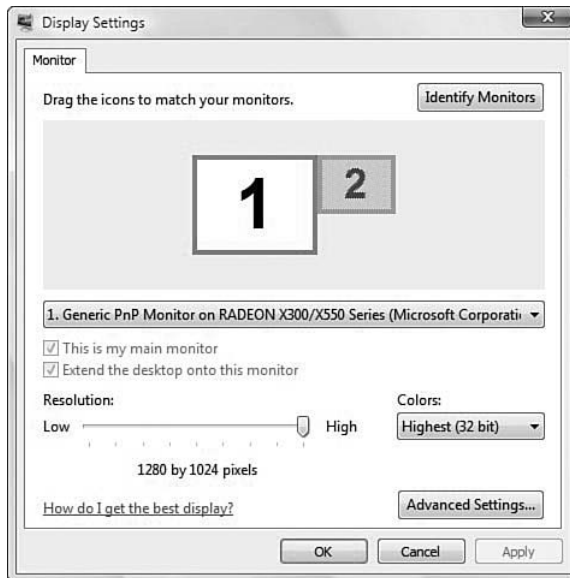 Display Settings
Monitor
Drag the icons to match your monitors. Identify Monitors
1 2
1. Generic PnP Monitor on RADEON X300/X550 Series (Microsoft Corporati
This is my main monitor
Extend the desktop onto this monitor
Resolution: Colors:
Low High Highest (32 bit)
1280 by 1024 pixels
How do I get the best display? Advanced Settings...
OK Cancel Apply